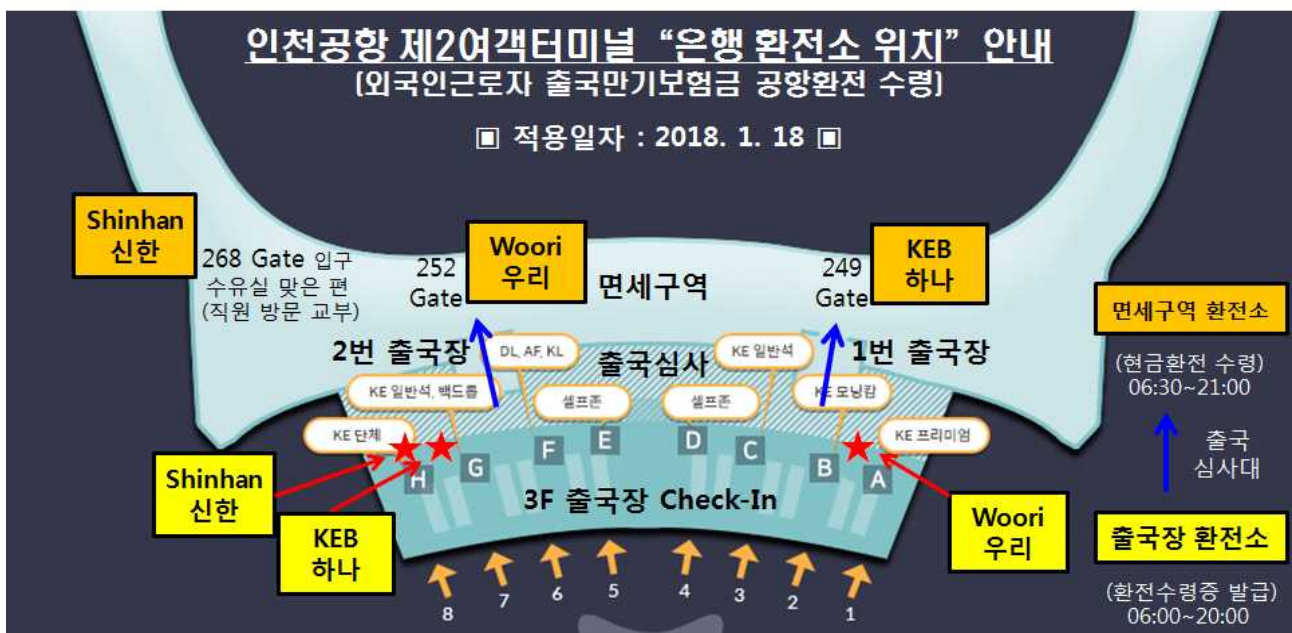 인천공항 제2여객터미널 “은행 환전소 위치” 안내
(외국인근로자 출국만기보험금 공항환전 수령)
▣ 적용일자 : 2018. 1. 18 ▣
Shinhan
신한
268 Gate 입구
수유실 맞은 편
(직원 방문 교부)
252
Gate
Woori
우리
면세구역
249
Gate
KEB
하나
면세구역 환전소
(현금환전 수령)
06:30~21:00
출국
심사대
출국장 환전소
(환전수령증 발급)
06:00~20:00
2번 출국장
DL, AF, KL
출국심사
KE 일반석
1번 출국장
KE 일반석, 백드롭
셀프존
셀프존
KE 모닝캄
KE 단체
KE 프리미엄
H
G
F
E
D
C
B
A
Shinhan
신한
KEB
하나
3F 출국장 Check-In
Woori
우리
8
7
6
5
4
3
2
1